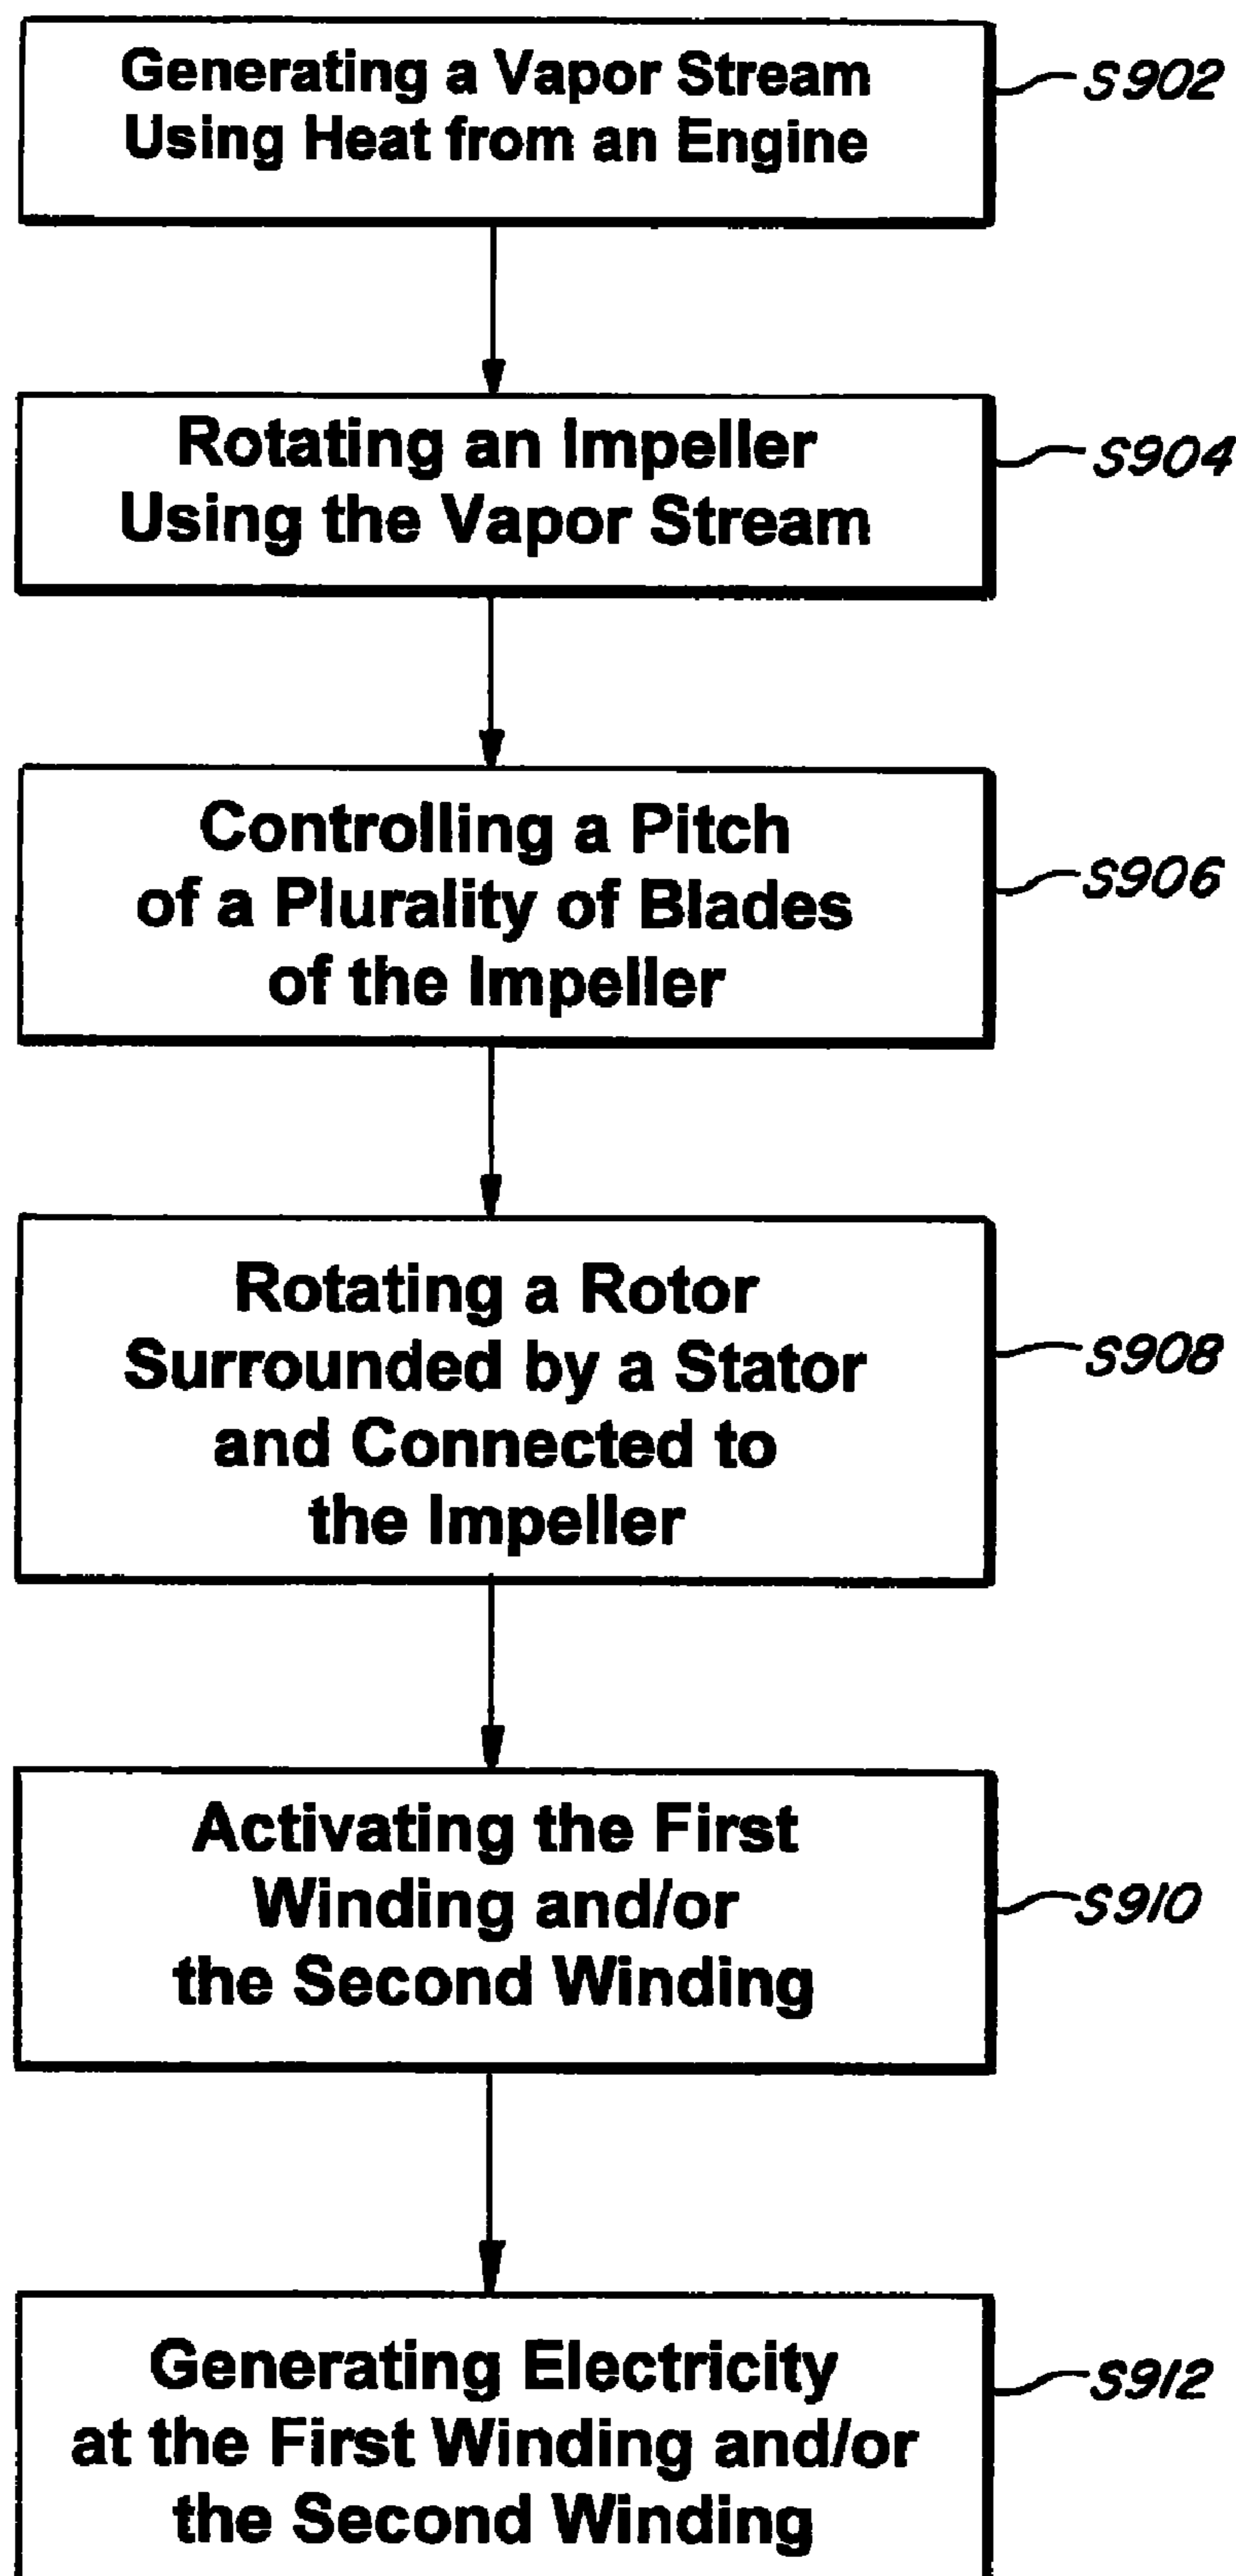 Generating a Vapor Stream
Using Heat from an Engine
S902
Rotating an Impeller
Using the Vapor Stream
S904
Controlling a Pitch
of a Plurality of Blades
of the Impeller
S906
Rotating a Rotor
Surrounded by a Stator
and Connected to
the Impeller
S908
Activating the First
Winding and/or
the Second Winding
S910
Generating Electricity
at the First Winding and/or
the Second Winding
S912